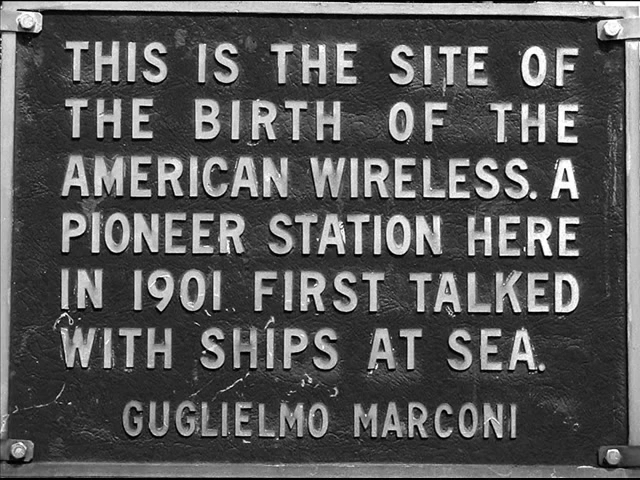 THIS IS THE SITE OF
THE BIRTH OF THE
AMERICAN WIRELESS. A
PIONEER STATION HERE
IN 1901 FIRST TALKED
WITH SHIPS AT SEA.
GUGLIELMO MARCONI